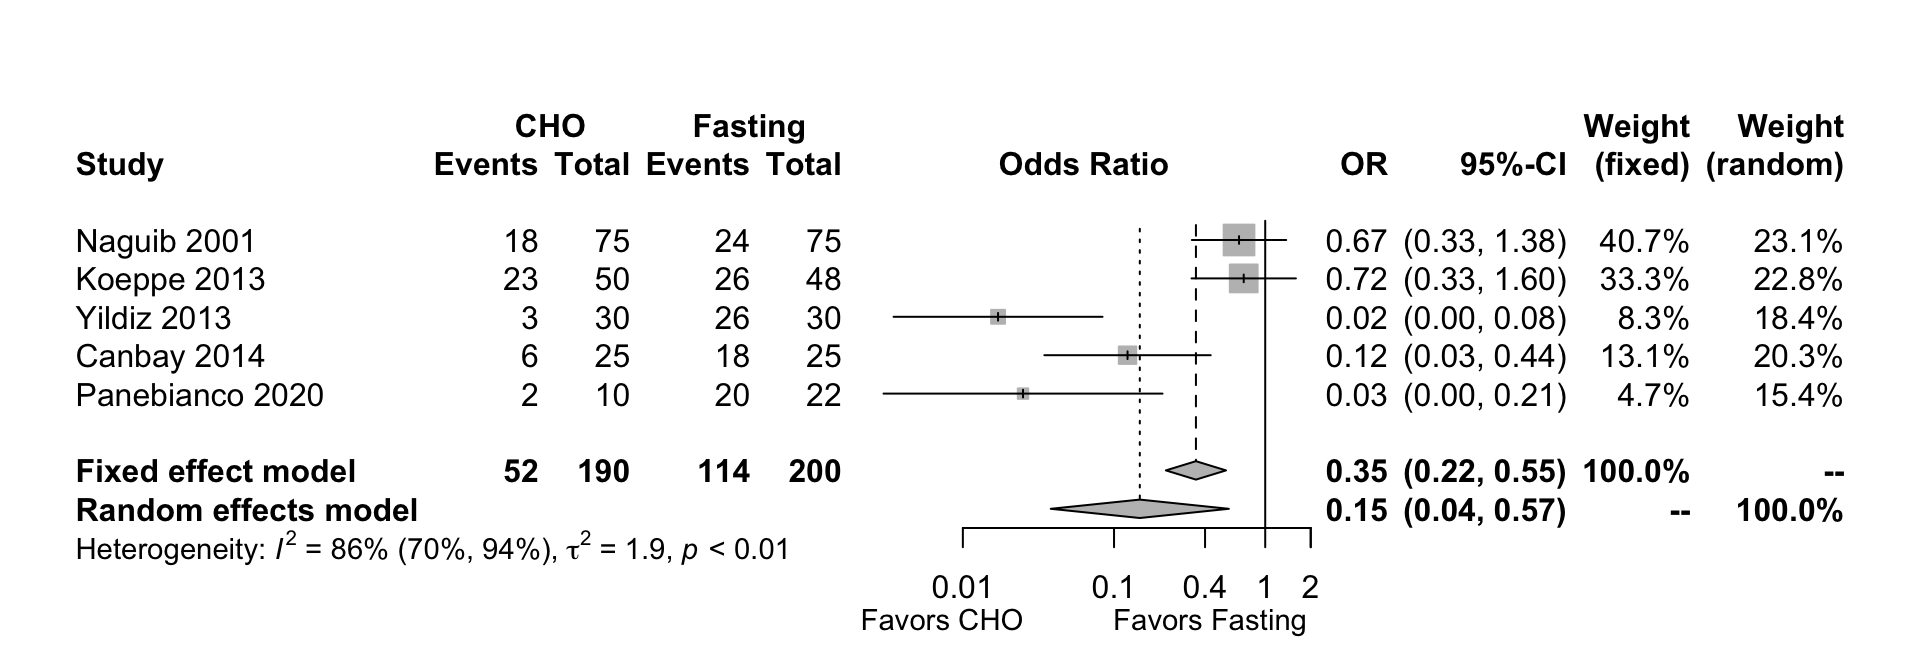 CHO Fasting Weight Weight
Study Events Total Events Total Odds Ratio OR 95%-CI (fixed) (random)
Naguib 2001 18 75 24 75 0.67 (0.33, 1.38) 40.7% 23.1%
Koeppe 2013 23 50 26 48 0.72 (0.33, 1.60) 33.3% 22.8%
Yildiz 2013 3 30 26 30 0.02 (0.00, 0.08) 8.3% 18.4%
Canbay 2014 6 25 18 25 0.12 (0.03, 0.44) 13.1% 20.3%
Panebianco 2020 2 10 20 22 0.03 (0.00, 0.21) 4.7% 15.4%
Fixed effect model 52 190 114 200 0.35 (0.22, 0.55) 100.0% --
Random effects model 0.15 (0.04, 0.57) -- 100.0%
Heterogeneity: I² = 86% (70%, 94%), τ² = 1.9, p < 0.01
0.01 0.1 0.4 1 2
Favors CHO Favors Fasting